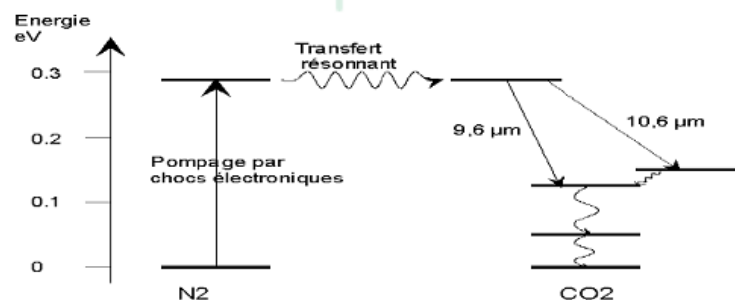 Energie
eV
0.3
0.2
0.1
0
Transfert
résonnant
Pompage par
chocs électroniques
9,6 µm
10,6 µm
N2
CO2